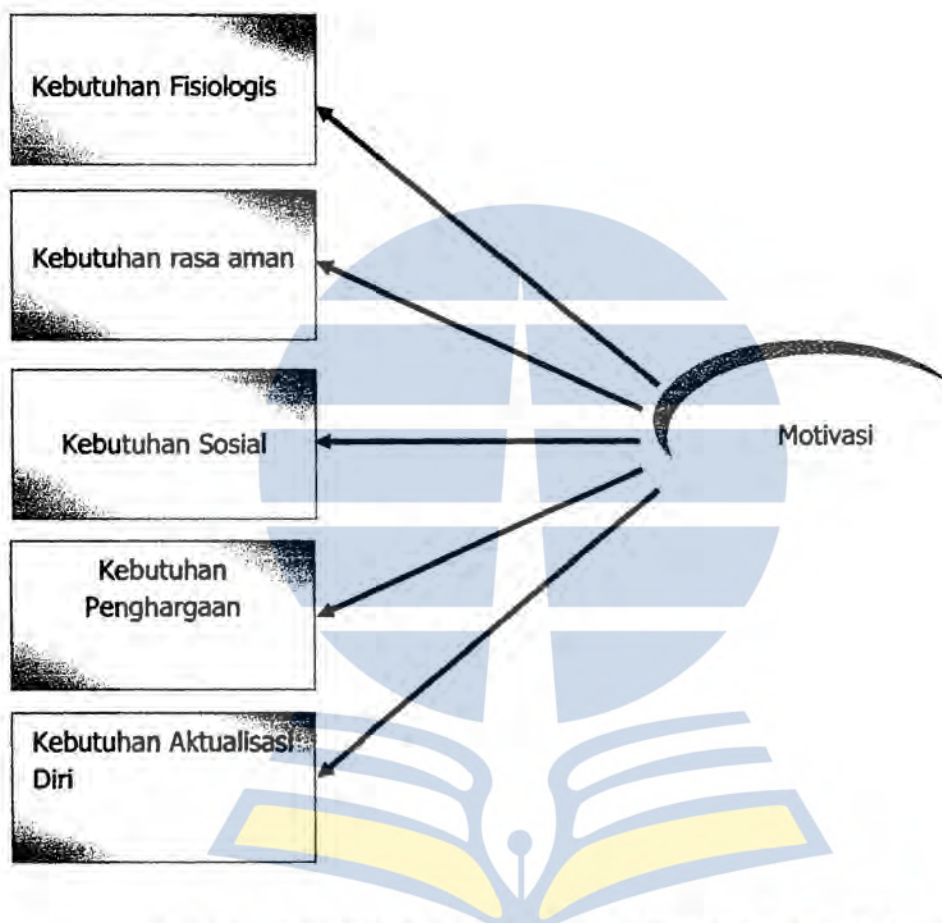 Kebutuhan Fisiologis
Kebutuhan rasa aman
Kebutuhan Sosial
Kebutuhan
Penghargaan
Kebutuhan Aktualisasi
Diri
Motivasi